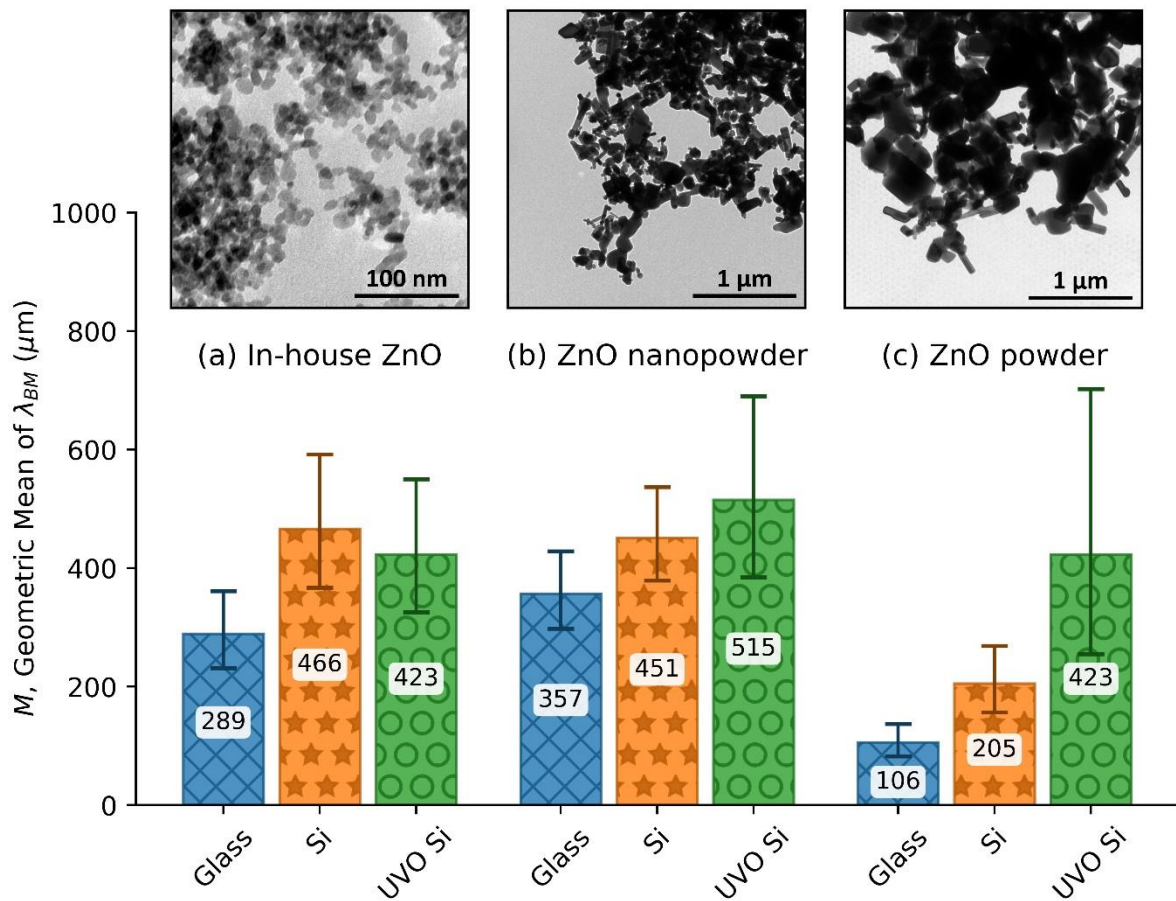 100 nm
1 µm
1 µm
(a) In-house ZnO
(b) ZnO nanopowder
(c) ZnO powder
M, Geometric Mean of λBM (µm)
1000
800
600
400
200
0
289
466
423
357
451
515
106
205
423
Glass
Si
UVO Si
Glass
Si
UVO Si
Glass
Si
UVO Si